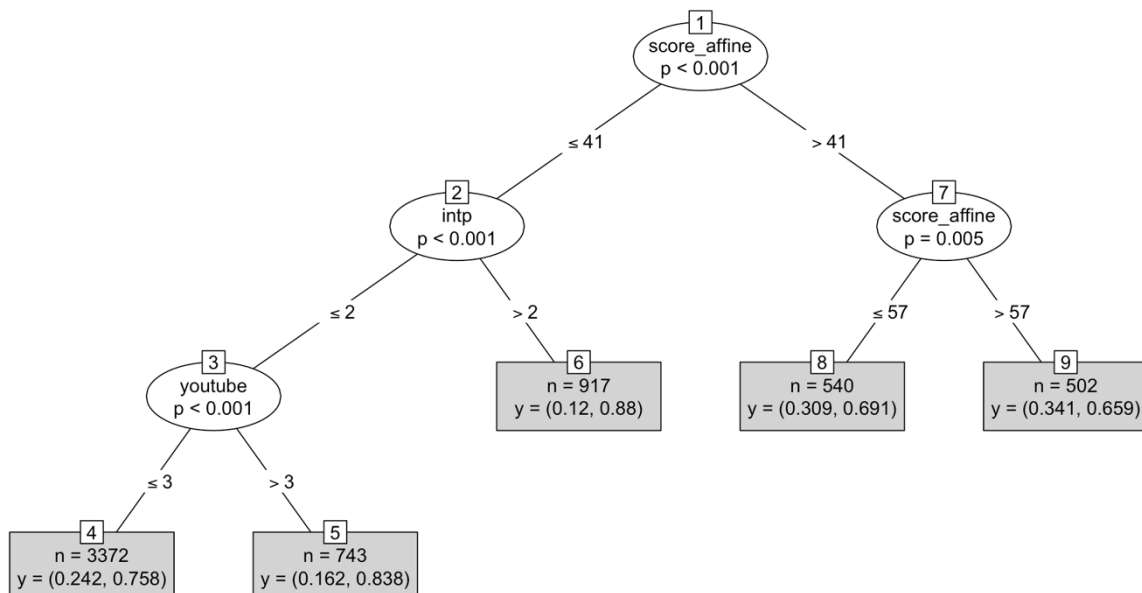 1
score_affine
p < 0.001
≤ 41
> 41
2
intp
p < 0.001
7
score_affine
p = 0.005
≤ 2
> 2
≤ 57
> 57
3
youtube
p < 0.001
6
n = 917
y = (0.12, 0.88)
8
n = 540
y = (0.309, 0.691)
9
n = 502
y = (0.341, 0.659)
≤ 3
> 3
4
n = 3372
y = (0.242, 0.758)
5
n = 743
y = (0.162, 0.838)